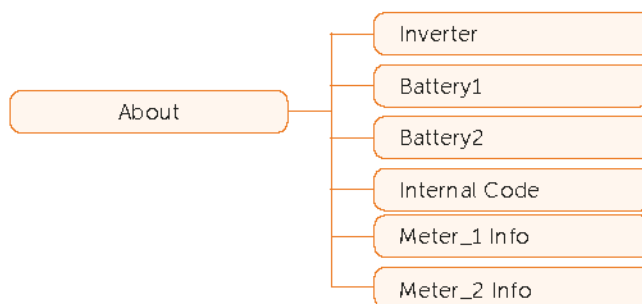 Inverter
Battery1
About
Battery2
Internal Code
Meter_1 Info
Meter_2 Info